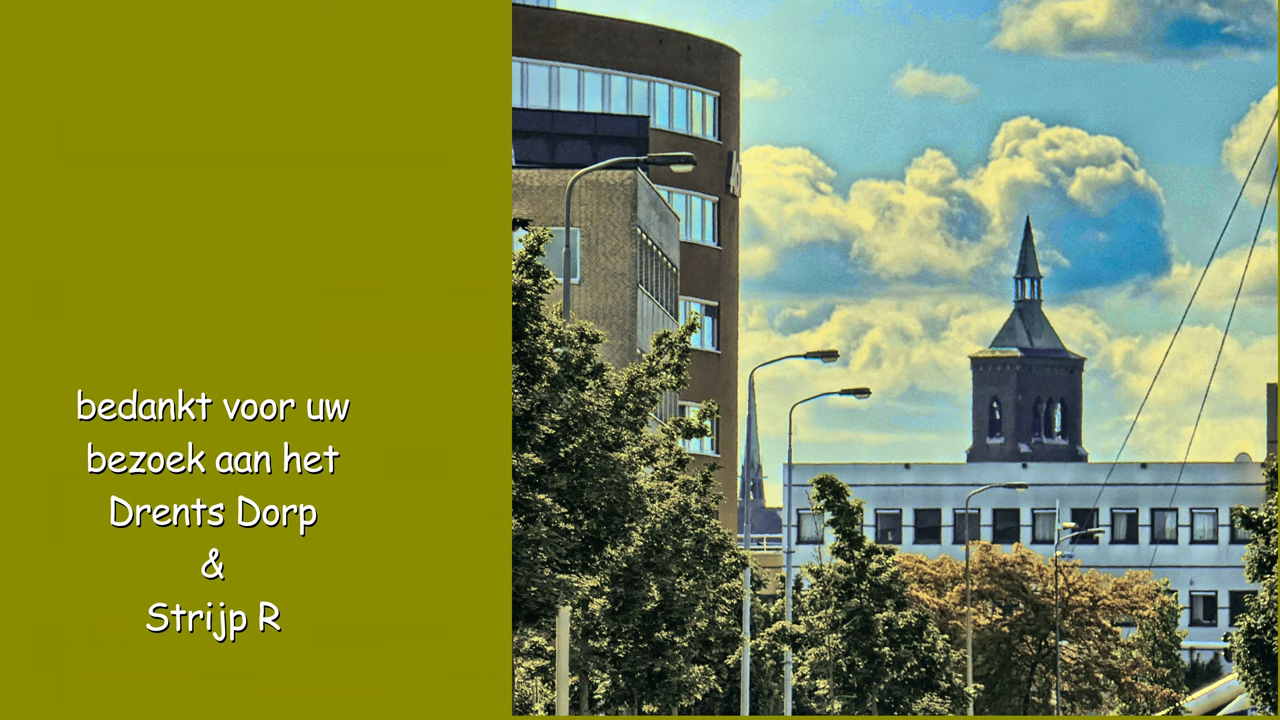 bedankt voor uw
bezoek aan het
Drents Dorp
&
Strijp R